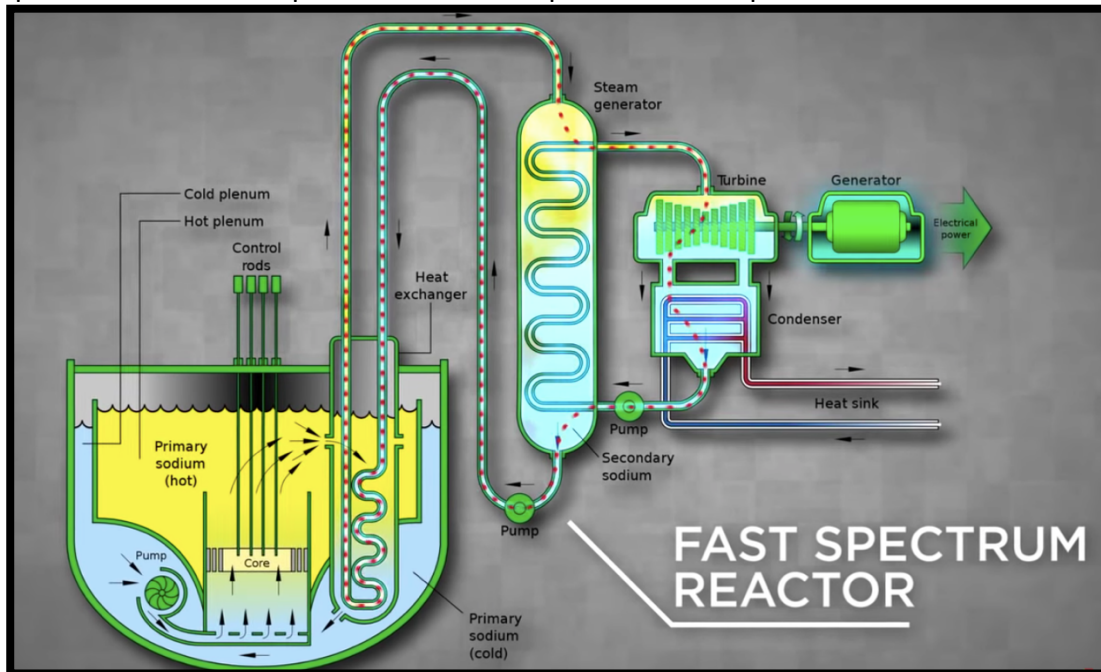 Steam
generator
Turbine
Generator
Cold plenum
Hot plenum
Control
rods
Electrical
power
Heat
exchanger
Condenser
Heat sink
Primary
sodium
(hot)
Pump
Secondary
sodium
Pump
Pump
Core
FAST SPECTRUM
REACTOR
Primary
sodium
(cold)